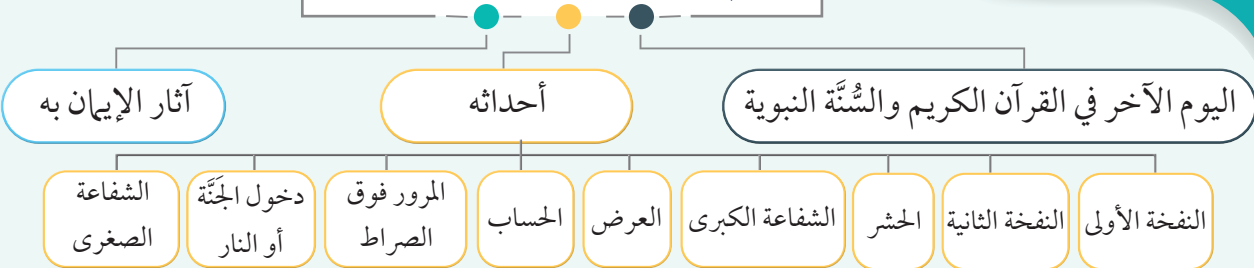 اليوم الآخر في القرآن الكريم والسُّنَّة النبوية
أحداثه
آثار الإيمان به
النفخة الأولى
النفخة الثانية
الحشر
الشفاعة الكبرى
العرض
الحساب
المرور فوق
الصراط
دخول الجَنَّة
أو النار
الشفاعة
الصغرى